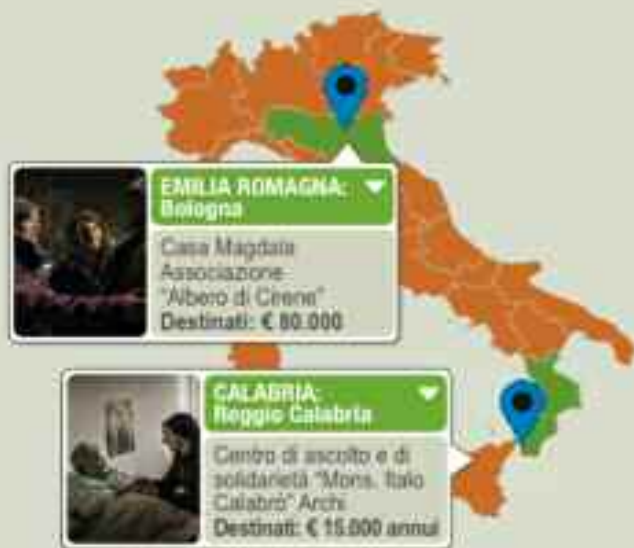 EMILIA ROMAGNA:
Bologna
Casa Magdala
Associazione
"Albero di Cirene"
Destinati: € 80.000
CALABRIA:
Reggio Calabria
Centro di ascolto e di
solidarietà "Mons. Italo
Calabrò" Archi
Destinati: € 15.000 annui